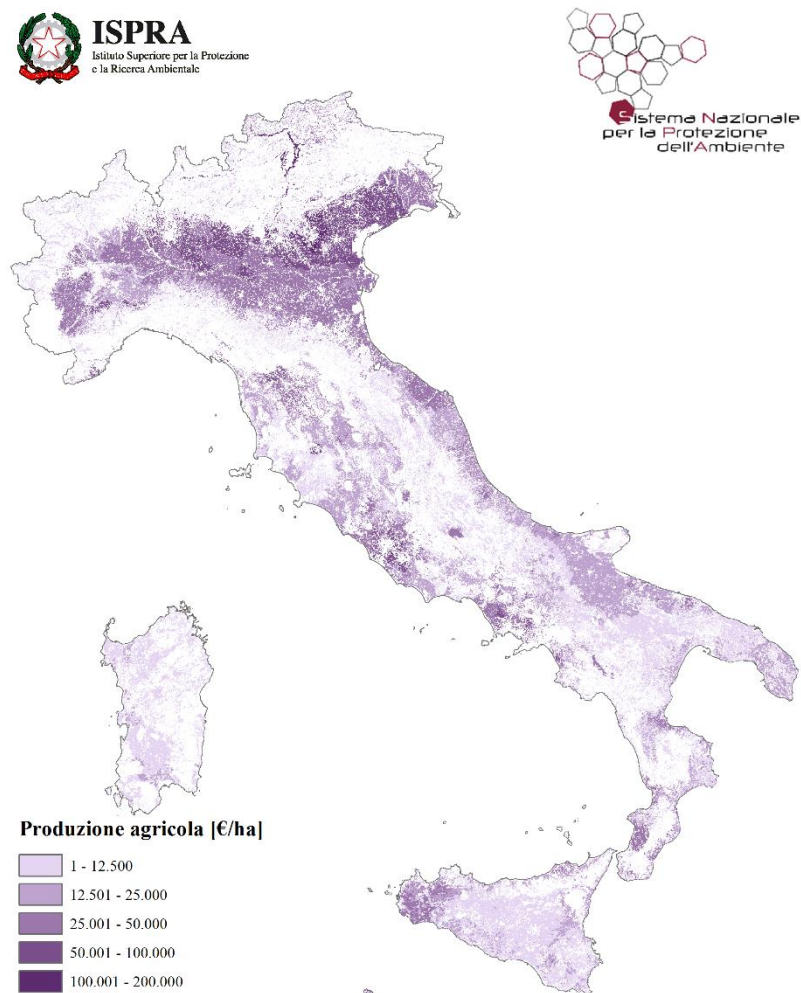 ISPRA
Istituto Superiore per la Protezione
e la Ricerca Ambientale
Sistema Nazionale
per la Protezione
dell'Ambiente
Produzione agricola [€/ha]
1 - 12.500
12.501 - 25.000
25.001 - 50.000
50.001 - 100.000
100.001 - 200.000